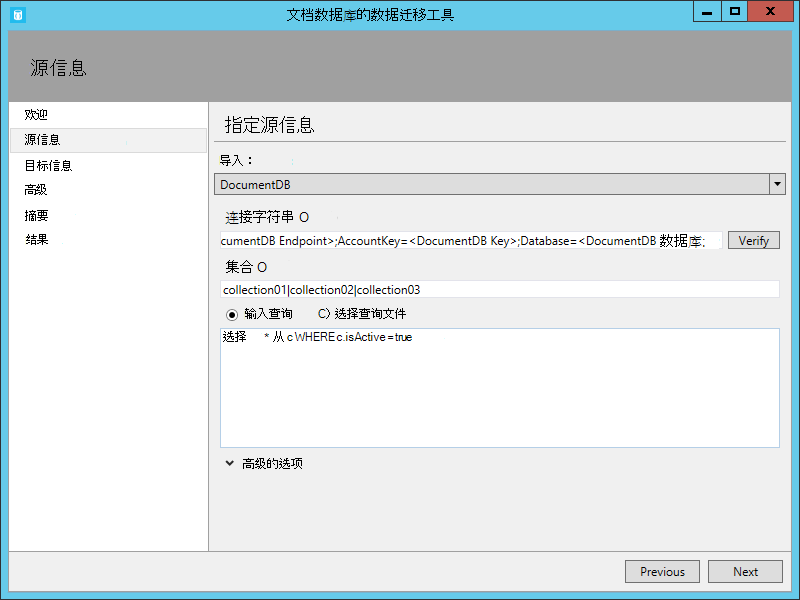 文档数据库的数据迁移工具
X
源信息
欢迎
源信息
目标信息
高级
摘要
结果
指定源信息
导入：
DocumentDB
连接字符串 O
cumentDB Endpoint>;AccountKey=<DocumentDB Key>;Database=<DocumentDB 数据库;
Verify
集合 O
collection01|collection02|collection03
输入查询 C) 选择查询文件
选择 * 从 c WHERE c.isActive = true
高级的选项
Previous
Next